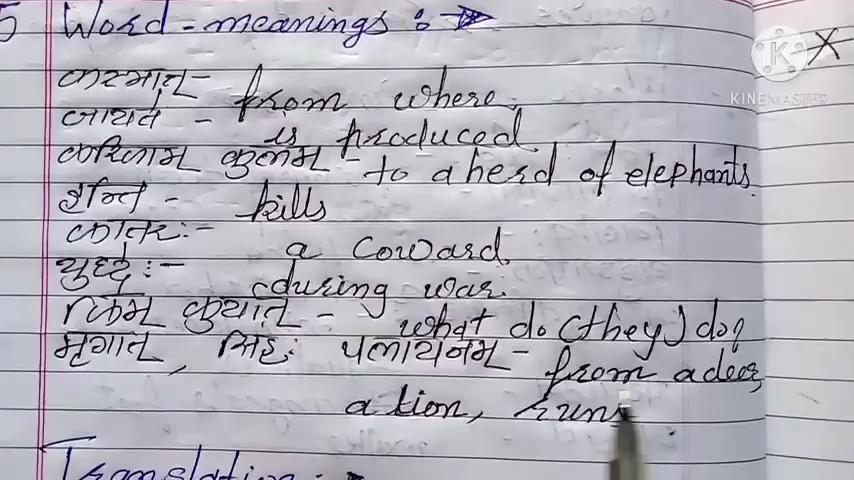 5 Word-meanings :-
कस्मात् - from where.
जायते - is produced.
करिणाम कुलम - to a herd of elephants.
हन्ति - kills
कातर: - a coward.
युद्धे :- during war.
किम कुर्यात् - what do (they) do?
मृगात्, सिंह: पलायनम - from a deer,
a lion, runs
Translation :-
KINEMASTER